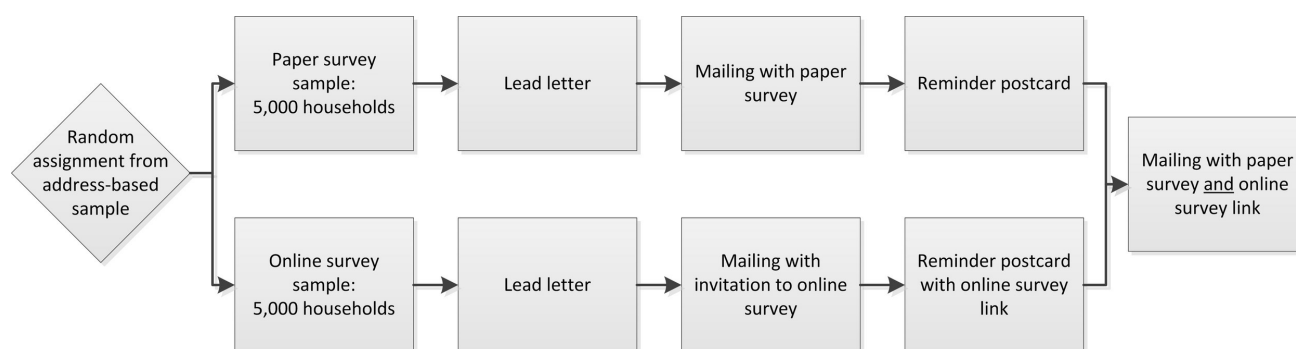 Random
assignment from
address-based
sample
Paper survey
sample:
5,000 households
Lead letter
Mailing with paper
survey
Reminder postcard
Online survey
sample:
5,000 households
Lead letter
Mailing with
invitation to online
survey
Reminder postcard
with online survey
link
Mailing with paper
survey and online
survey link